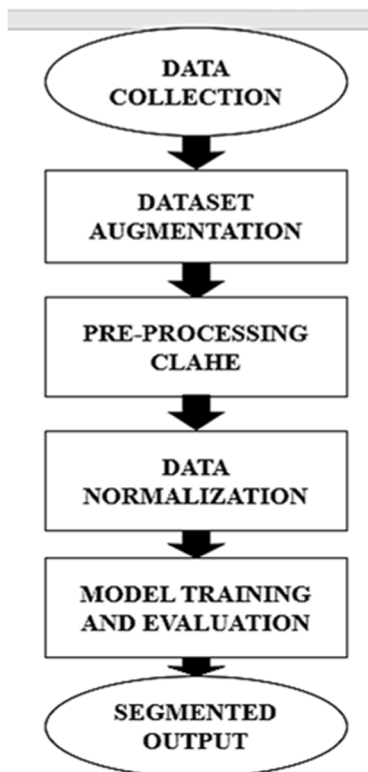 DATA
COLLECTION
DATASET
AUGMENTATION
PRE-PROCESSING
CLAHE
DATA
NORMALIZATION
MODEL TRAINING
AND EVALUATION
SEGMENTED
OUTPUT